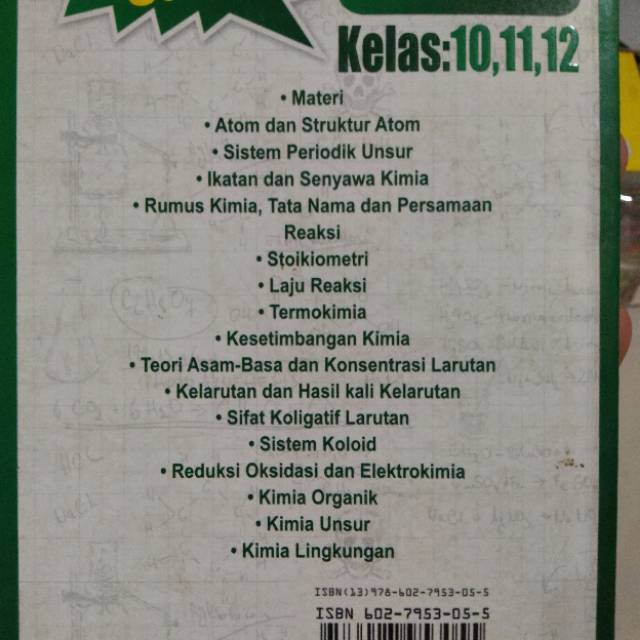 Kelas:10,11,12
• Materi
• Atom dan Struktur Atom
• Sistem Periodik Unsur
• Ikatan dan Senyawa Kimia
• Rumus Kimia, Tata Nama dan Persamaan
Reaksi
• Stoikiometri
• Laju Reaksi
• Termokimia
• Kesetimbangan Kimia
• Teori Asam-Basa dan Konsentrasi Larutan
• Kelarutan dan Hasil kali Kelarutan
• Sifat Koligatif Larutan
• Sistem Koloid
• Reduksi Oksidasi dan Elektrokimia
• Kimia Organik
• Kimia Unsur
• Kimia Lingkungan
ISBN(13)978-602-7953-05-5
ISBN 602-7953-05-5